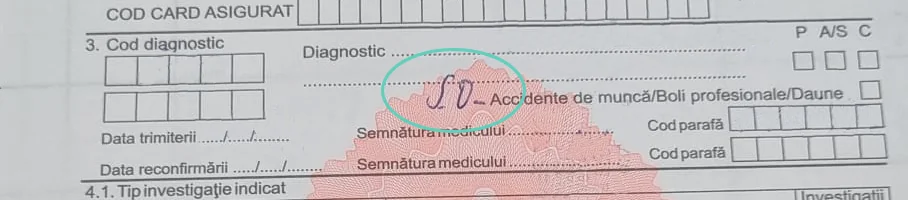 COD CARD ASIGURAT
P A/S C
3. Cod diagnostic
Diagnostic ................
Accidente de muncă/Boli profesionale/Daune
Data trimiterii ...../...../........
Semnătura medicului ................
Cod parafă
Data reconfirmării ...../...../........
Semnătura medicului ................
Cod parafă
4.1. Tip investigaţie indicat
Investigaţii